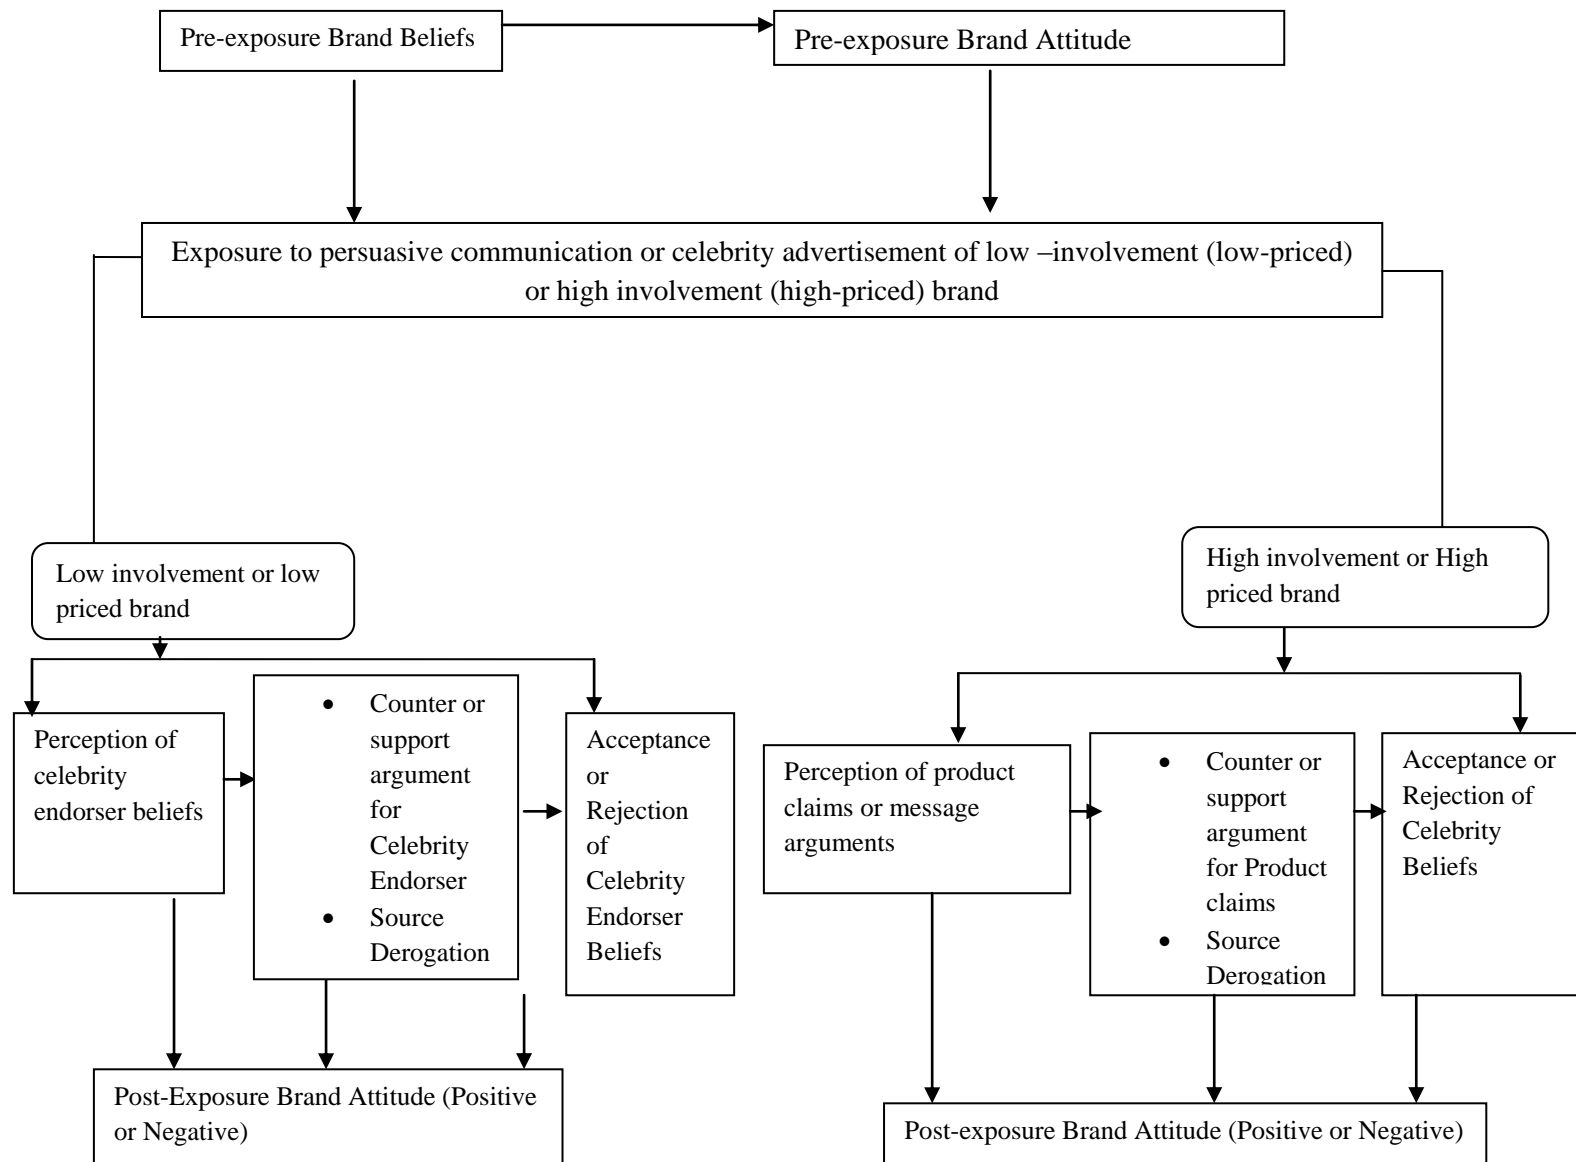 Pre-exposure Brand Beliefs
Pre-exposure Brand Attitude
Exposure to persuasive communication or celebrity advertisement of low –involvement (low-priced)
or high involvement (high-priced) brand
Low involvement or low
priced brand
High involvement or High
priced brand
Perception of
celebrity
endorser beliefs
• Counter or
support
argument
for
Celebrity
Endorser
• Source
Derogation
Acceptance
or
Rejection
of
Celebrity
Endorser
Beliefs
Perception of product
claims or message
arguments
• Counter or
support
argument
for Product
claims
• Source
Derogation
Acceptance or
Rejection of
Celebrity
Beliefs
Post-Exposure Brand Attitude (Positive
or Negative)
Post-exposure Brand Attitude (Positive or Negative)